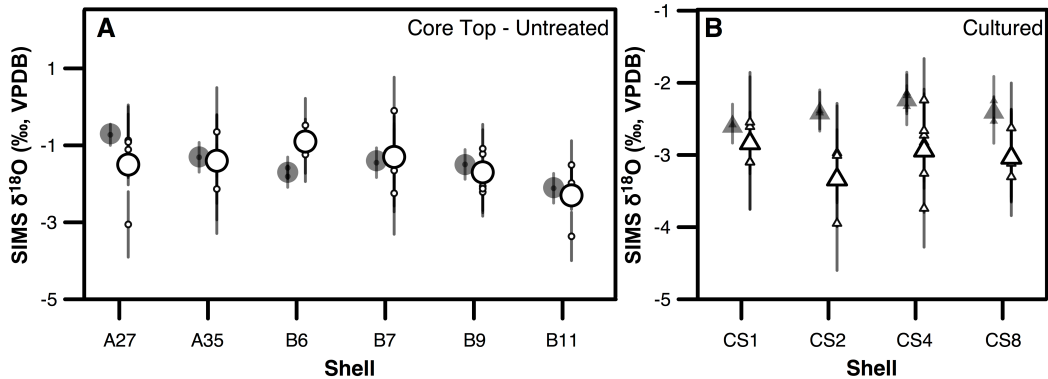 A
Core Top - Untreated
SIMS δ¹⁸O (‰, VPDB)
1
-1
-3
-5
A27 A35 B6 B7 B9 B11
Shell
B
Cultured
SIMS δ¹⁸O (‰, VPDB)
-1
-2
-3
-4
-5
CS1 CS2 CS4 CS8
Shell